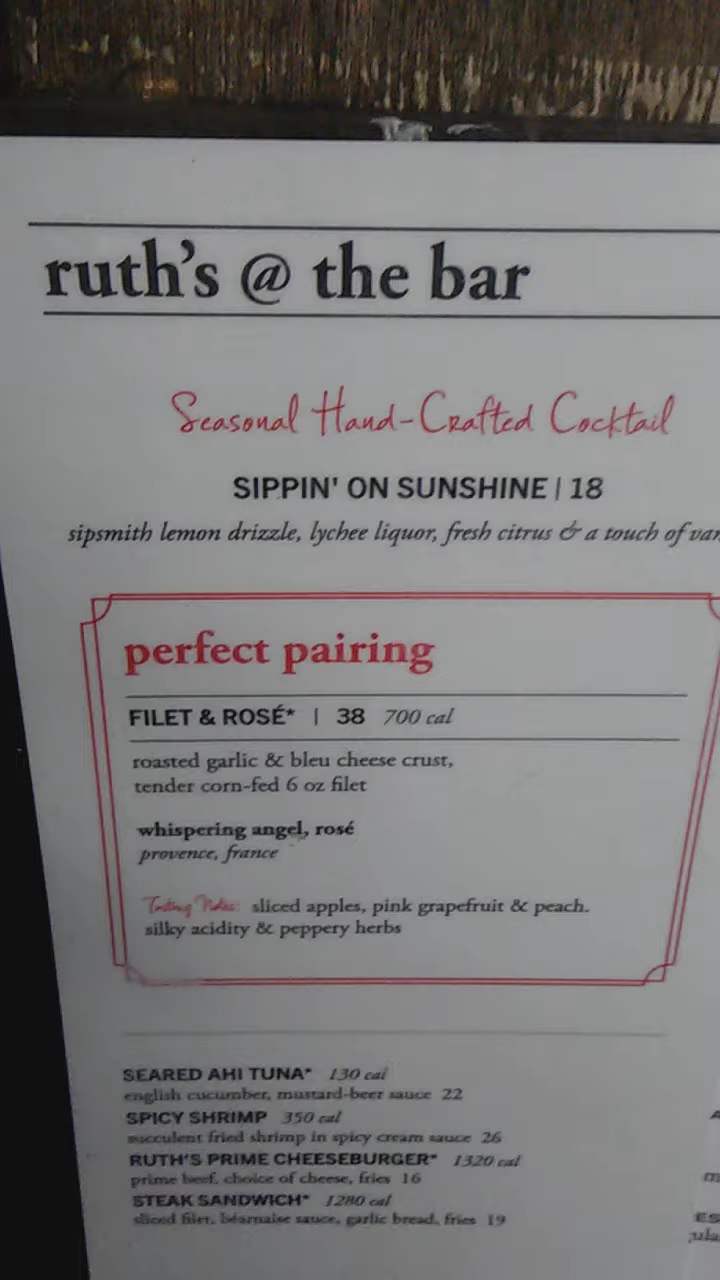 ruth's @ the bar
Seasonal Hand-Crafted Cocktail
SIPPIN' ON SUNSHINE | 18
sipsmith lemon drizzle, lychee liquor, fresh citrus & a touch of
perfect pairing
FILET & ROSÉ* | 38 700 cal
roasted garlic & bleu cheese crust,
tender corn-fed 6 oz filet
whispering angel, rosé
provence, france
Tasting Notes: sliced apples, pink grapefruit & peach.
silky acidity & peppery herbs
SEARED AHI TUNA* 130 cal
english cucumber, mustard-beer sauce 22
SPICY SHRIMP 350 cal
succulent fried shrimp in spicy cream sauce 26
RUTH'S PRIME CHEESEBURGER* 1320 cal
prime beef, choice of cheese, fries 16
STEAK SANDWICH* 1280 cal
sliced filet, béarnaise sauce, garlic bread, fries 19